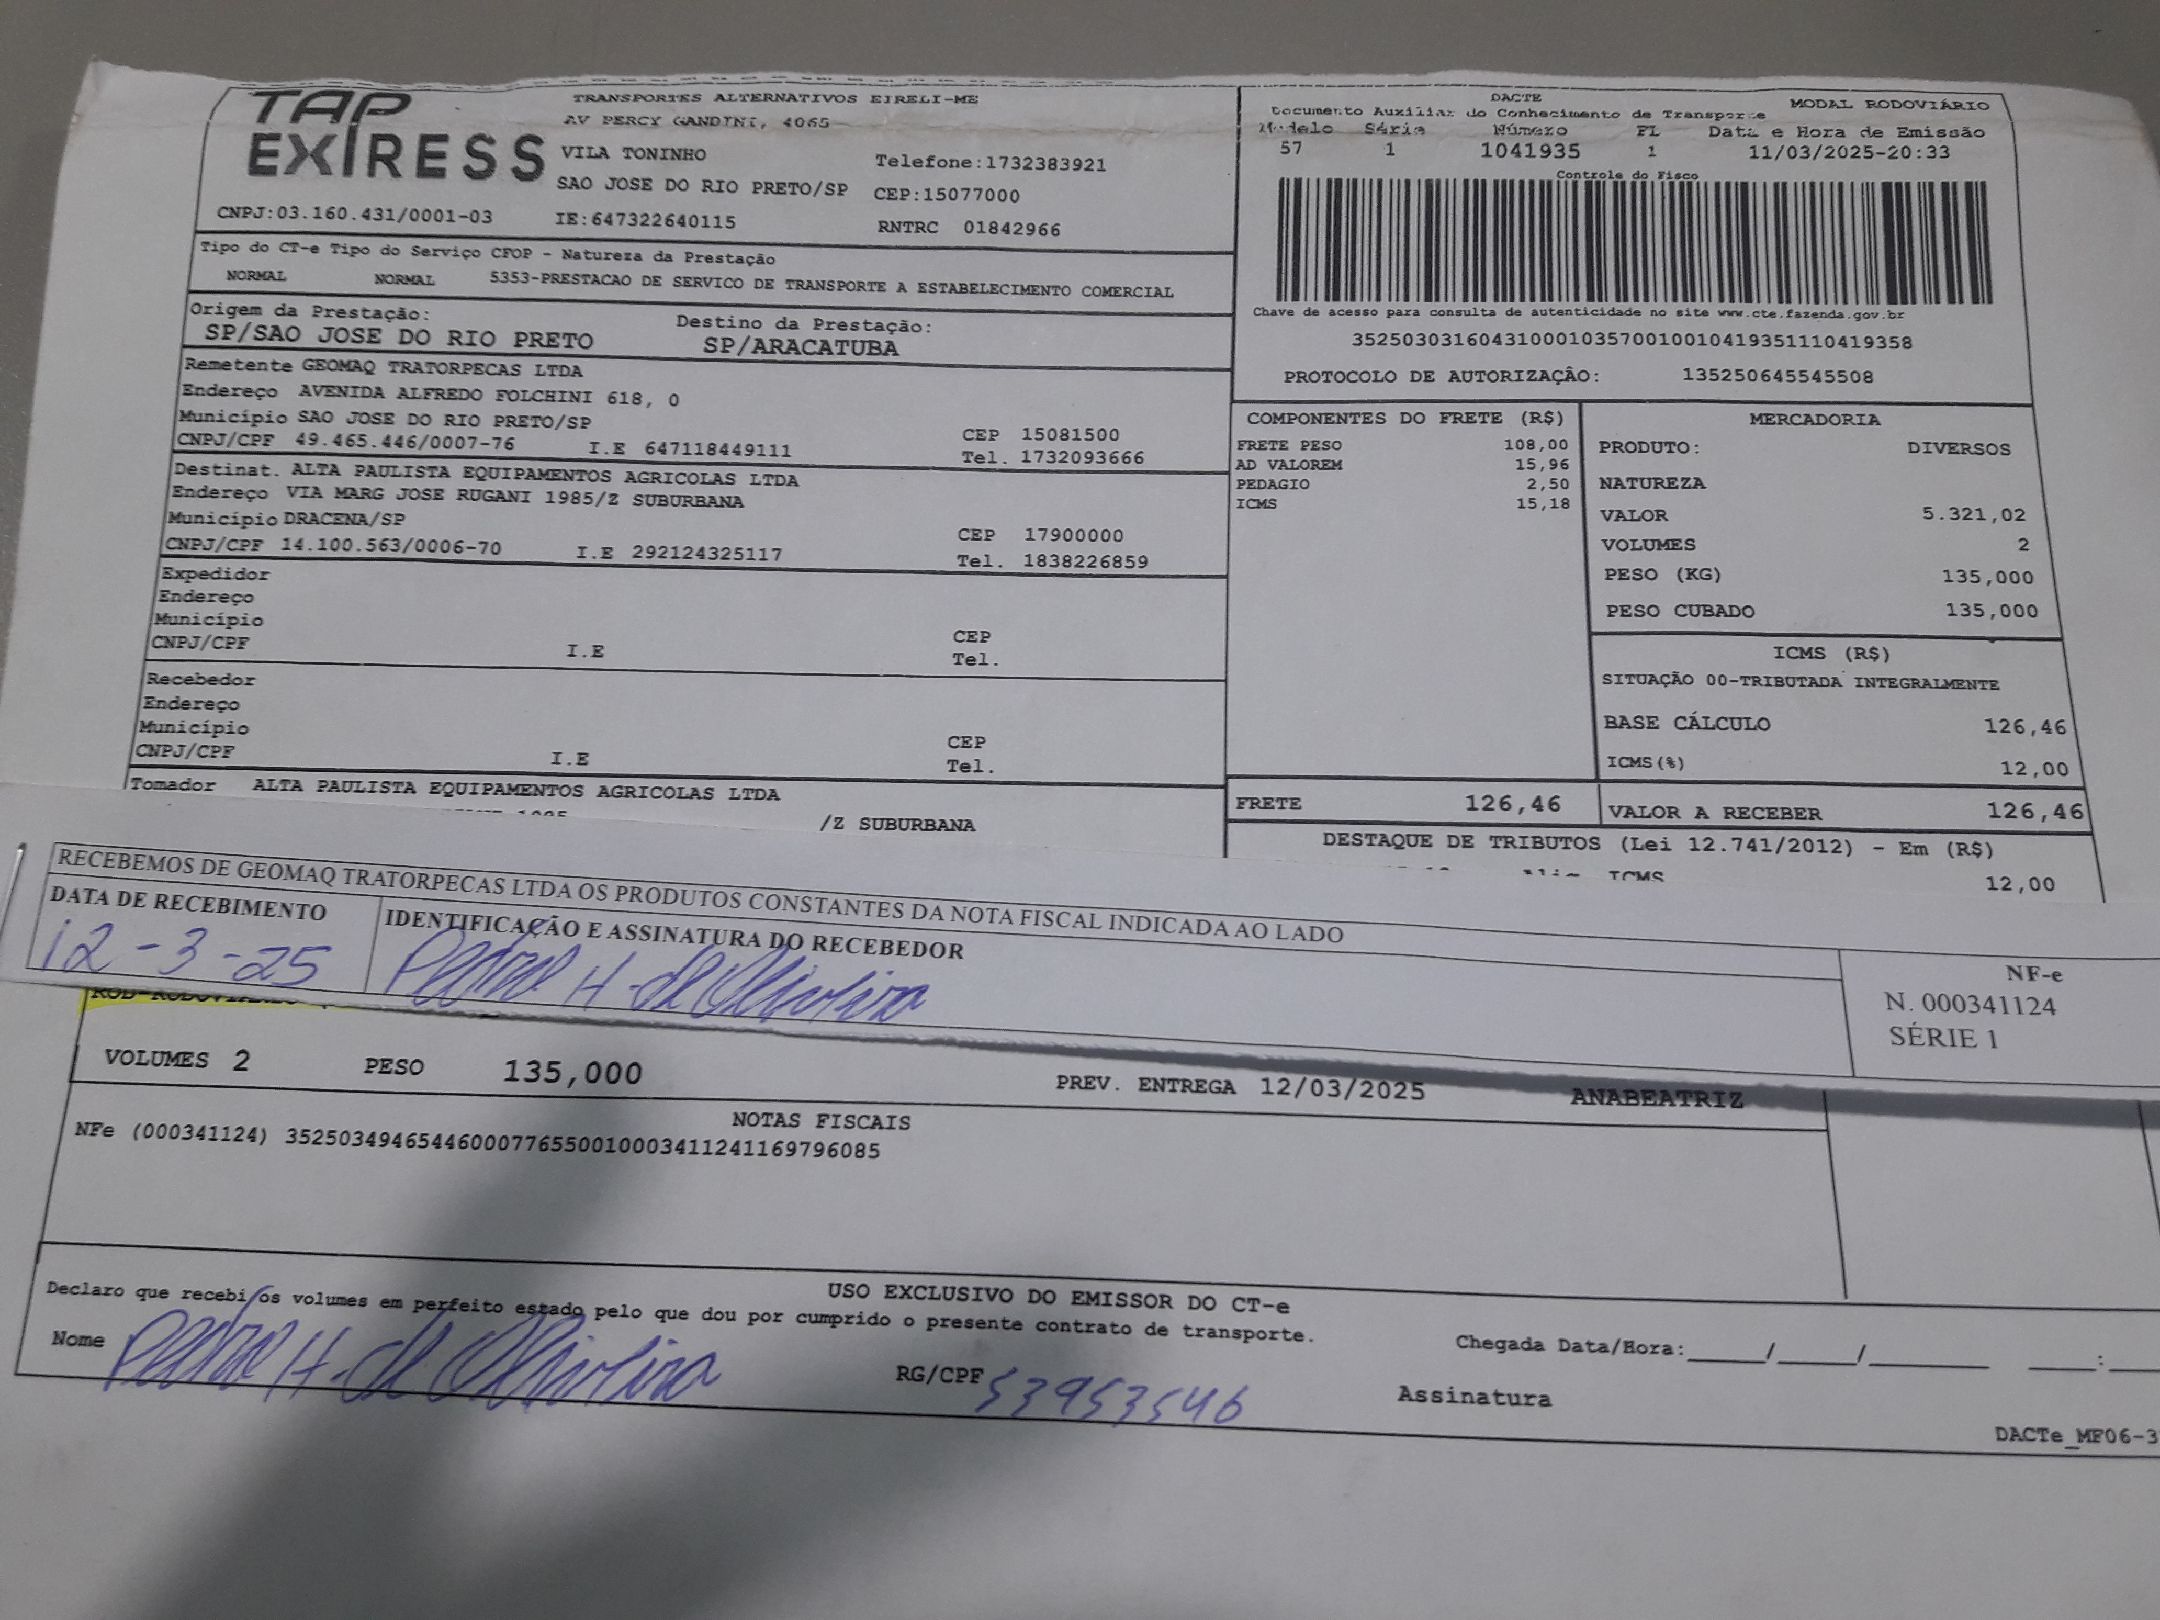 TAP EXPRESS
TRANSPORTES ALTERNATIVOS EIRELI-ME
AV PERCY GANDINI, 4065
VILA TONINHO
Telefone:1732383921
SAO JOSE DO RIO PRETO/SP CEP:15077000
CNPJ:03.160.431/0001-03 IE:647322640115 RNTRC 01842966
Tipo do CT-e Tipo do Serviço CFOP - Natureza da Prestação
NORMAL NORMAL 5353-PRESTACAO DE SERVICO DE TRANSPORTE A ESTABELECIMENTO COMERCIAL
Origem da Prestação: Destino da Prestação:
SP/SAO JOSE DO RIO PRETO SP/ARACATUBA
Remetente GEOMAQ TRATORPECAS LTDA
Endereço AVENIDA ALFREDO FOLCHINI 618, 0
Município SAO JOSE DO RIO PRETO/SP CEP 15081500
CNPJ/CPF 49.465.446/0007-76 I.E 647118449111 Tel. 1732093666
Destinat. ALTA PAULISTA EQUIPAMENTOS AGRICOLAS LTDA
Endereço VIA MARG JOSE RUGANI 1985/Z SUBURBANA
Município DRACENA/SP CEP 17900000
CNPJ/CPF 14.100.563/0006-70 I.E 292124325117 Tel. 1838226859
Expedidor
Endereço
Município CEP
CNPJ/CPF I.E Tel.
Recebedor
Endereço
Município CEP
CNPJ/CPF I.E Tel.
Tomador ALTA PAULISTA EQUIPAMENTOS AGRICOLAS LTDA
/Z SUBURBANA
DACTE MODAL RODOVIÁRIO
Documento Auxiliar do Conhecimento de Transporte
Modelo Série Número FL Data e Hora de Emissão
57 1 1041935 1 11/03/2025-20:33
Controle do Fisco
Chave de acesso para consulta de autenticidade no site www.cte.fazenda.gov.br
35250303160431000103570010010419351110419358
PROTOCOLO DE AUTORIZAÇÃO: 135250645545508
COMPONENTES DO FRETE (R$)
FRETE PESO 108,00
AD VALOREM 15,96
PEDAGIO 2,50
ICMS 15,18
MERCADORIA
PRODUTO: DIVERSOS
NATUREZA
VALOR 5.321,02
VOLUMES 2
PESO (KG) 135,000
PESO CUBADO 135,000
ICMS (R$)
SITUAÇÃO 00-TRIBUTADA INTEGRALMENTE
BASE CÁLCULO 126,46
ICMS(%) 12,00
FRETE 126,46 VALOR A RECEBER 126,46
DESTAQUE DE TRIBUTOS (Lei 12.741/2012) - Em (R$)
ICMS 12,00
RECEBEMOS DE GEOMAQ TRATORPECAS LTDA OS PRODUTOS CONSTANTES DA NOTA FISCAL INDICADA AO LADO
DATA DE RECEBIMENTO IDENTIFICAÇÃO E ASSINATURA DO RECEBEDOR
12-3-25 Pedro H. de Oliveira
NF-e
N. 000341124
SÉRIE 1
VOLUMES 2 PESO 135,000 PREV. ENTREGA 12/03/2025 ANABEATRIZ
NOTAS FISCAIS
NFe (000341124) 35250349465446000776550010003411241169796085
USO EXCLUSIVO DO EMISSOR DO CT-e
Declaro que recebi os volumes em perfeito estado pelo que dou por cumprido o presente contrato de transporte.
Nome Pedro H. de Oliveira RG/CPF 53953546
Chegada Data/Hora:_____/_____/________ ____:
Assinatura
DACTe_MF06-3